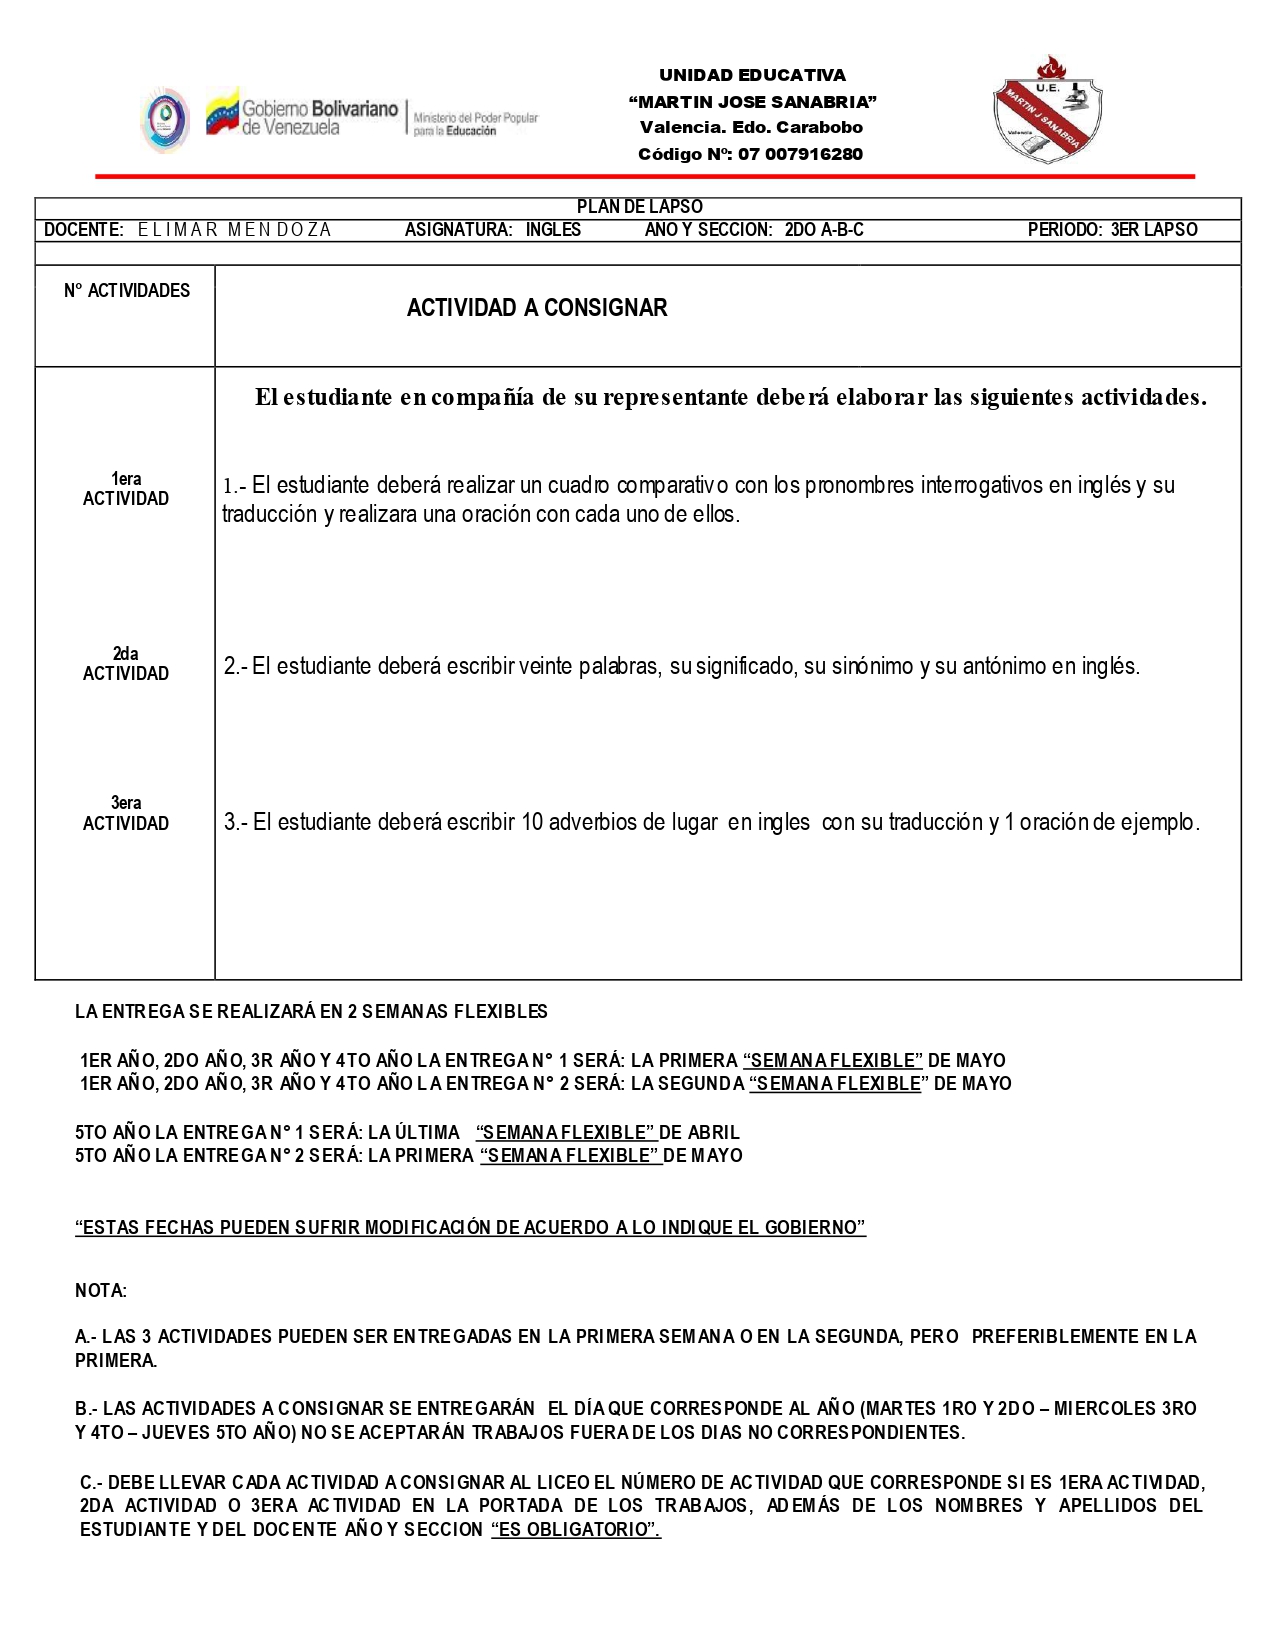 UNIDAD EDUCATIVA
“MARTIN JOSE SANABRIA”
Valencia. Edo. Carabobo
Código Nº: 07 007916280
Gobierno Bolivariano
de Venezuela
Ministerio del Poder Popular
para la Educación
U.E.
MARTIN J SANABRIA
Valencia
PLAN DE LAPSO
DOCENTE: ELIMAR MENDOZA ASIGNATURA: INGLES ANO Y SECCION: 2DO A-B-C PERIODO: 3ER LAPSO
N° ACTIVIDADES
ACTIVIDAD A CONSIGNAR
El estudiante en compañía de su representante deberá elaborar las siguientes actividades.
1era
ACTIVIDAD
1.- El estudiante deberá realizar un cuadro comparativo con los pronombres interrogativos en inglés y su
traducción y realizara una oración con cada uno de ellos.
2da
ACTIVIDAD
2.- El estudiante deberá escribir veinte palabras, su significado, su sinónimo y su antónimo en inglés.
3era
ACTIVIDAD
3.- El estudiante deberá escribir 10 adverbios de lugar en ingles con su traducción y 1 oración de ejemplo.
LA ENTREGA SE REALIZARÁ EN 2 SEMANAS FLEXIBLES
1ER AÑO, 2DO AÑO, 3R AÑO Y 4TO AÑO LA ENTREGA N° 1 SERÁ: LA PRIMERA “SEMANA FLEXIBLE” DE MAYO
1ER AÑO, 2DO AÑO, 3R AÑO Y 4TO AÑO LA ENTREGA N° 2 SERÁ: LA SEGUNDA “SEMANA FLEXIBLE” DE MAYO
5TO AÑO LA ENTREGA N° 1 SERÁ: LA ÚLTIMA “SEMANA FLEXIBLE” DE ABRIL
5TO AÑO LA ENTREGA N° 2 SERÁ: LA PRIMERA “SEMANA FLEXIBLE” DE MAYO
“ESTAS FECHAS PUEDEN SUFRIR MODIFICACIÓN DE ACUERDO A LO INDIQUE EL GOBIERNO”
NOTA:
A.- LAS 3 ACTIVIDADES PUEDEN SER ENTREGADAS EN LA PRIMERA SEMANA O EN LA SEGUNDA, PERO PREFERIBLEMENTE EN LA
PRIMERA.
B.- LAS ACTIVIDADES A CONSIGNAR SE ENTREGARÁN EL DÍA QUE CORRESPONDE AL AÑO (MARTES 1RO Y 2DO – MIERCOLES 3RO
Y 4TO – JUEVES 5TO AÑO) NO SE ACEPTARÁN TRABAJOS FUERA DE LOS DIAS NO CORRESPONDIENTES.
C.- DEBE LLEVAR CADA ACTIVIDAD A CONSIGNAR AL LICEO EL NÚMERO DE ACTIVIDAD QUE CORRESPONDE SI ES 1ERA ACTIVIDAD,
2DA ACTIVIDAD O 3ERA ACTIVIDAD EN LA PORTADA DE LOS TRABAJOS, ADEMÁS DE LOS NOMBRES Y APELLIDOS DEL
ESTUDIANTE Y DEL DOCENTE AÑO Y SECCION “ES OBLIGATORIO”.